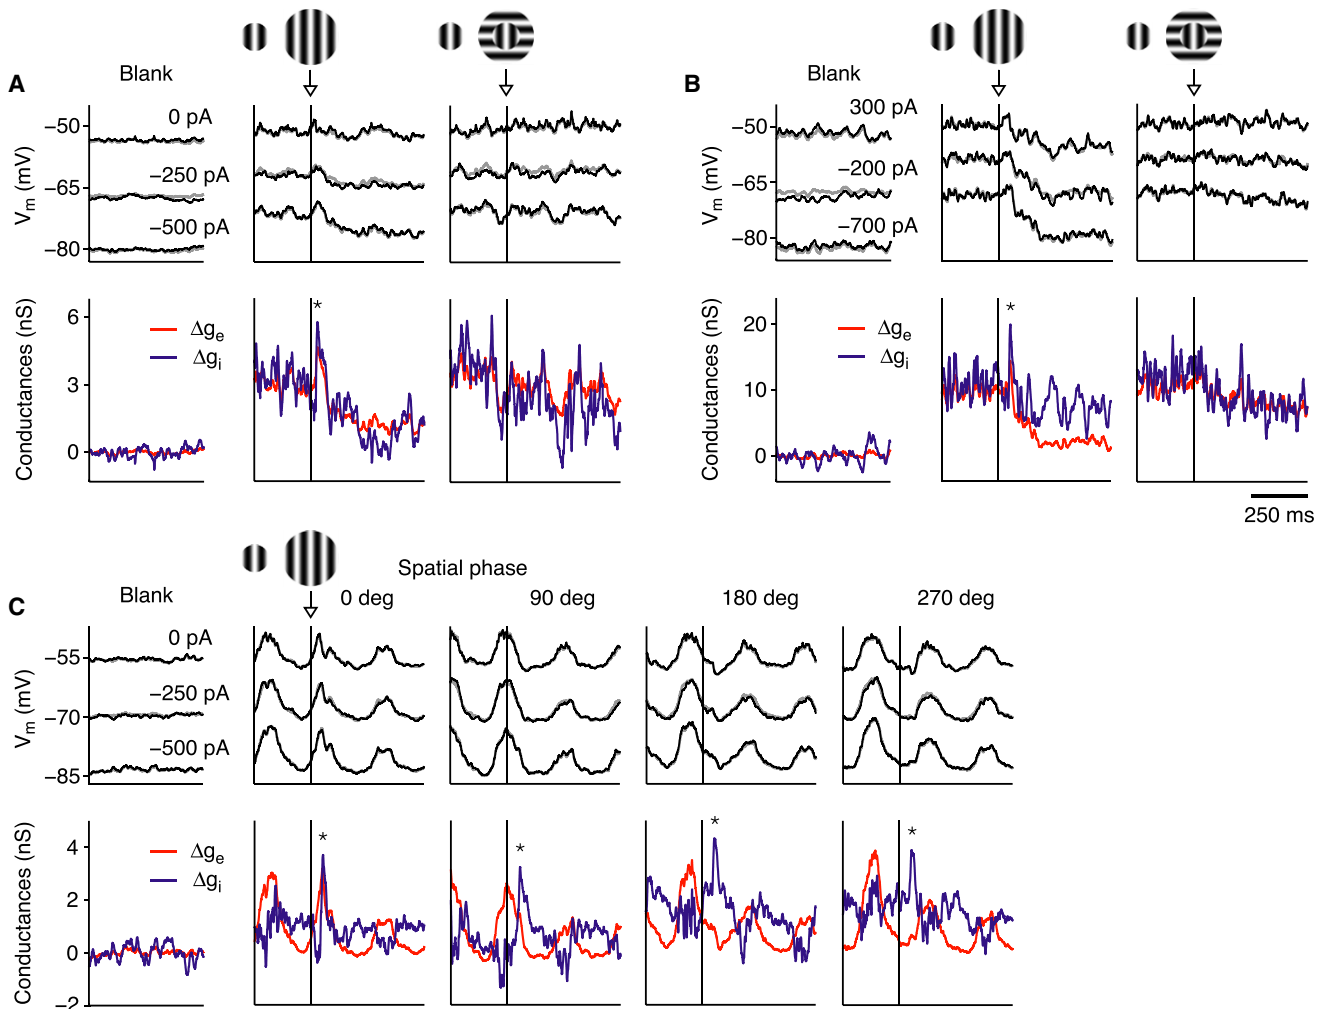 A
Blank
0 pA
−250 pA
−500 pA
−50
−65
−80
Vm (mV)
*
6
3
0
Conductances (nS)
Δge
Δgi
B
Blank
300 pA
−200 pA
−700 pA
−50
−65
−80
Vm (mV)
*
20
10
0
Conductances (nS)
Δge
Δgi
250 ms
C
Blank
Spatial phase
0 deg
90 deg
180 deg
270 deg
0 pA
−250 pA
−500 pA
−55
−70
−85
Vm (mV)
* * * *
4
2
0
−2
Conductances (nS)
Δge
Δgi